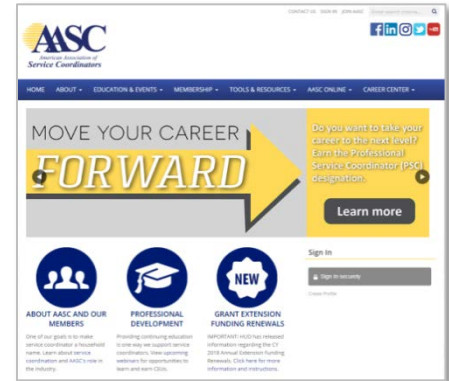 CONTACT US SIGN IN JOIN AASC
AASC
American Association of
Service Coordinators
HOME ABOUT EDUCATION & EVENTS MEMBERSHIP TOOLS & RESOURCES AASC ONLINE CAREER CENTER
MOVE YOUR CAREER
FORWARD
Do you want to take your
career to the next level?
Earn the Professional
Service Coordinator (PSC)
designation.
Learn more
Sign In
Sign in securely
Create Profile
NEW
ABOUT AASC AND OUR
MEMBERS
One of our goals is to make
service coordinator a household
name. Learn about service
coordination and AASC's role in
the industry.
PROFESSIONAL
DEVELOPMENT
Providing continuing education
is one way we support service
coordinators. View upcoming
webinars for opportunities to
learn and earn CEUs.
GRANT EXTENSION
FUNDING RENEWALS
IMPORTANT: HUD has released
information regarding the CY
2018 Annual Extension Funding
Renewals. Click here for more
information and instructions.